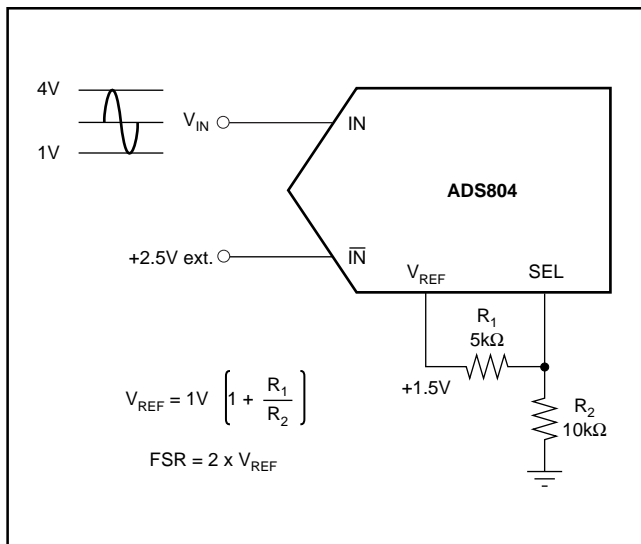 4V
V_IN
IN
1V
ADS804
+2.5V ext.
I̅N̅
V_REF
SEL
R_1
5kΩ
+1.5V
R_2
10kΩ
V_REF = 1V (1 + R_1/R_2)
FSR = 2 x V_REF